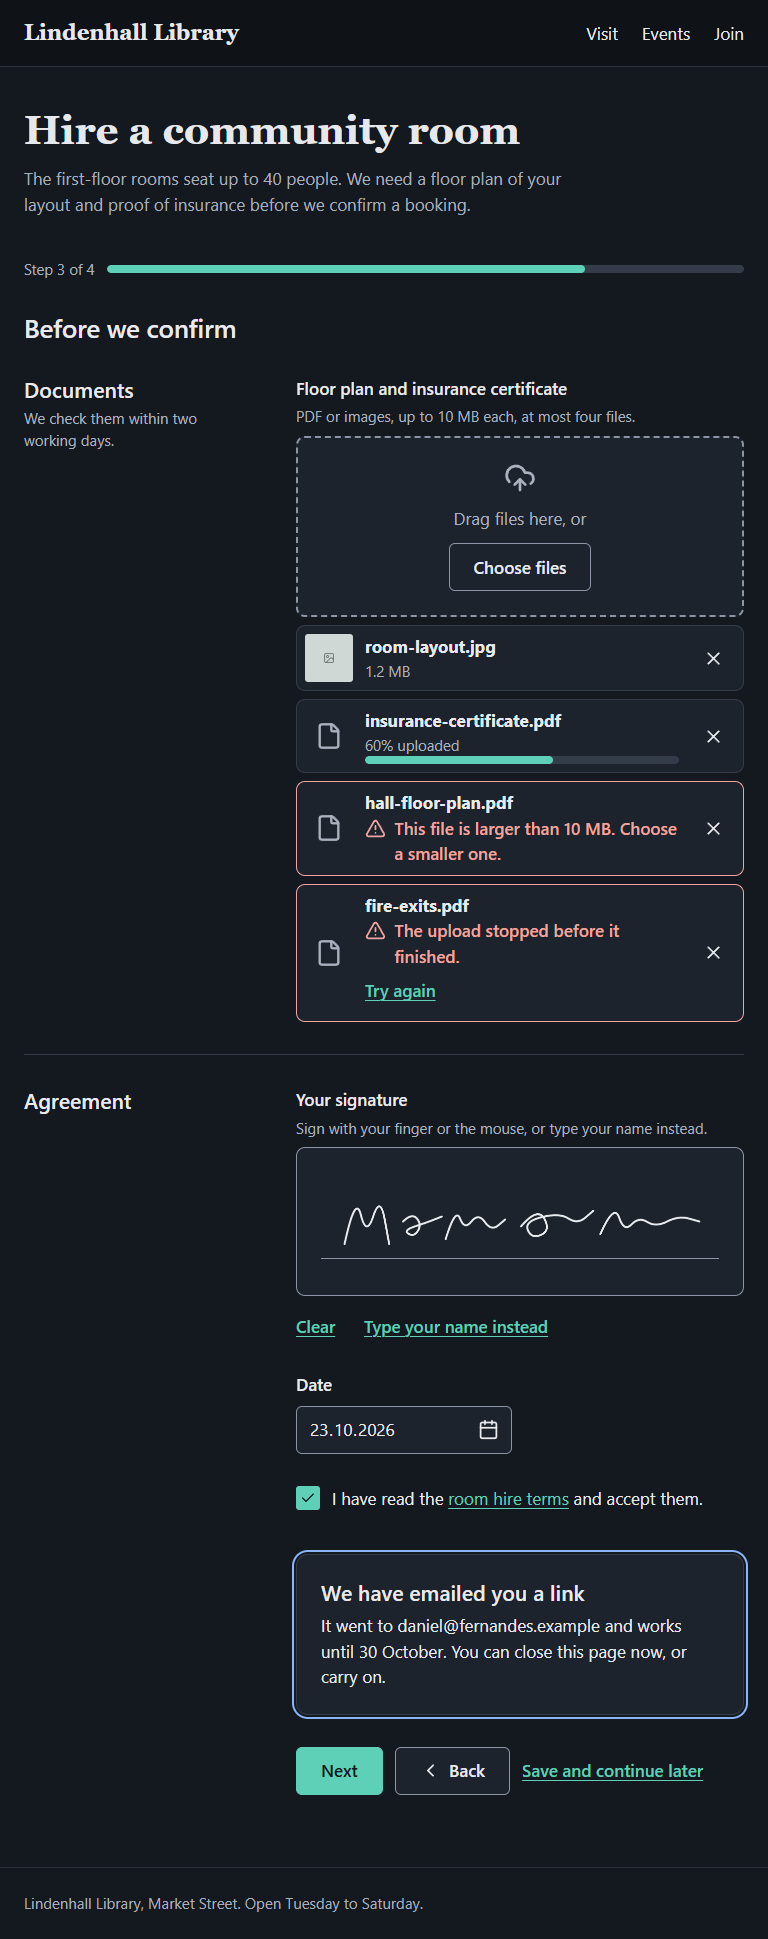 Lindenhall Library
Visit Events Join
Hire a community room
The first-floor rooms seat up to 40 people. We need a floor plan of your
layout and proof of insurance before we confirm a booking.
Step 3 of 4
Before we confirm
Documents
We check them within two
working days.
Floor plan and insurance certificate
PDF or images, up to 10 MB each, at most four files.
Drag files here, or
Choose files
room-layout.jpg
1.2 MB
insurance-certificate.pdf
60% uploaded
hall-floor-plan.pdf
This file is larger than 10 MB. Choose
a smaller one.
fire-exits.pdf
The upload stopped before it
finished.
Try again
Agreement
Your signature
Sign with your finger or the mouse, or type your name instead.
Clear Type your name instead
Date
23.10.2026
I have read the room hire terms and accept them.
We have emailed you a link
It went to daniel@fernandes.example and works
until 30 October. You can close this page now, or
carry on.
Next Back Save and continue later
Lindenhall Library, Market Street. Open Tuesday to Saturday.